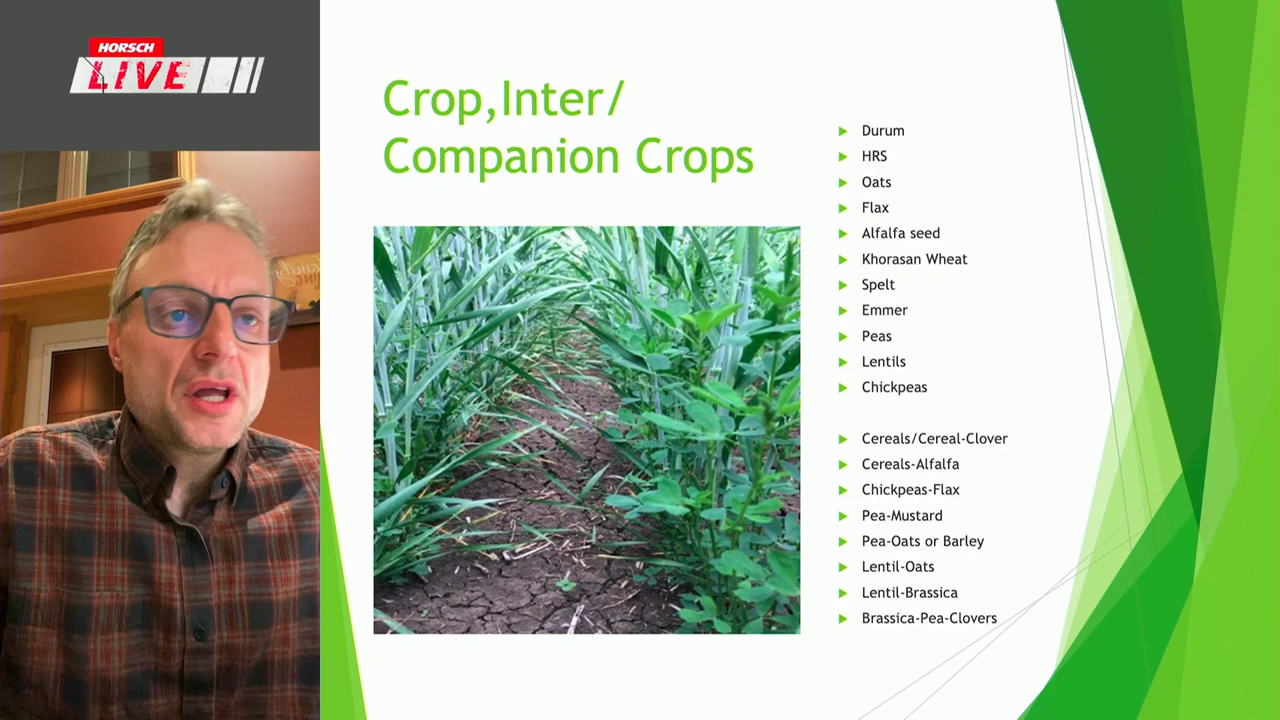 HORSCH
LIVE
Crop,Inter/
Companion Crops
Durum
HRS
Oats
Flax
Alfalfa seed
Khorasan Wheat
Spelt
Emmer
Peas
Lentils
Chickpeas
Cereals/Cereal-Clover
Cereals-Alfalfa
Chickpeas-Flax
Pea-Mustard
Pea-Oats or Barley
Lentil-Oats
Lentil-Brassica
Brassica-Pea-Clovers